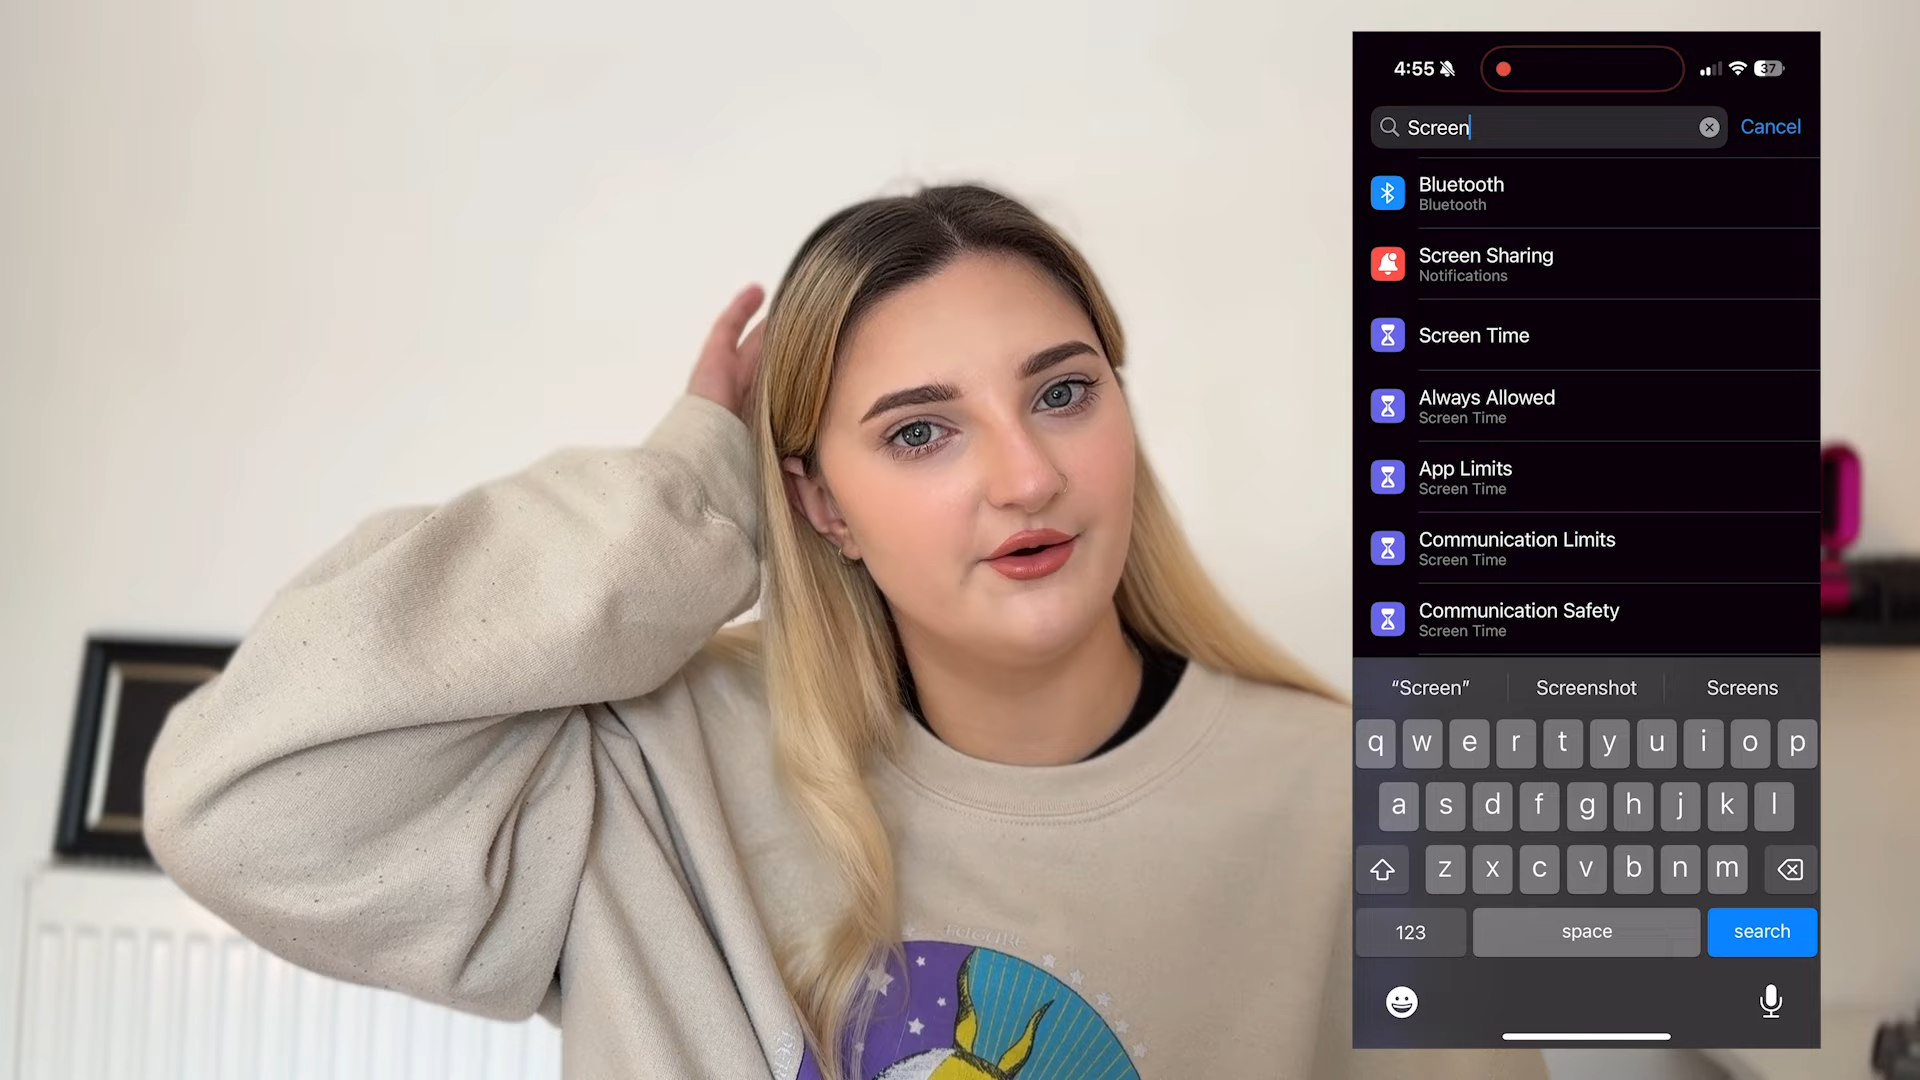 4:55
37
Screen
Cancel
Bluetooth
Bluetooth
Screen Sharing
Notifications
Screen Time
Always Allowed
Screen Time
App Limits
Screen Time
Communication Limits
Screen Time
Communication Safety
Screen Time
“Screen”
Screenshot
Screens
q w e r t y u i o p
a s d f g h j k l
z x c v b n m
123
space
search
FUTURE